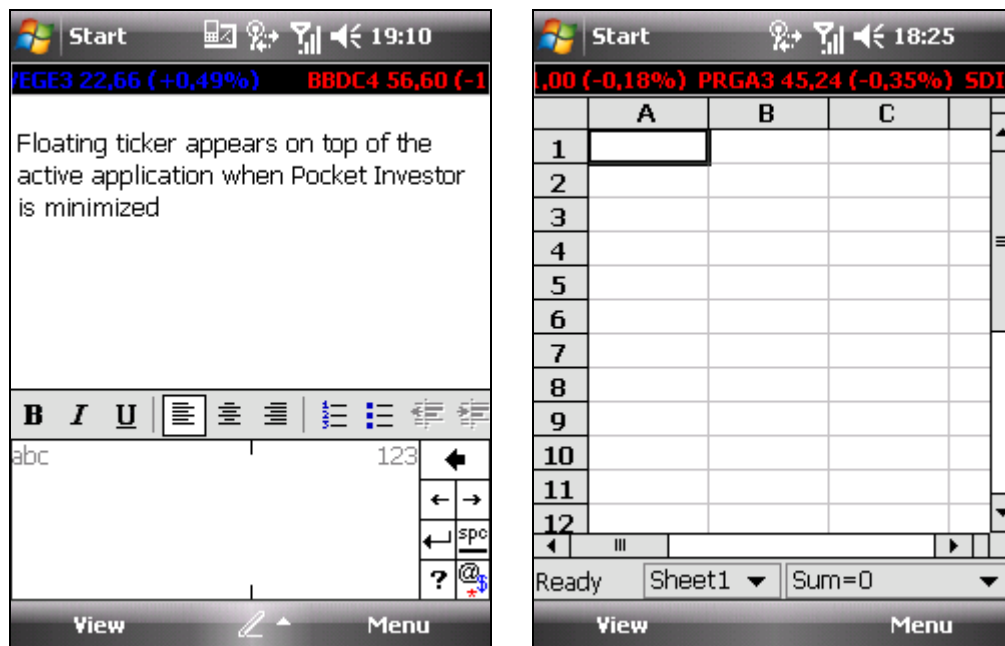 Start 19:10
VEGE3 22,66 (+0,49%) BBDC4 56,60 (-1
Floating ticker appears on top of the
active application when Pocket Investor
is minimized
B I U
abc 123
spc
? @*$
View Menu
Start 18:25
1,00 (-0,18%) PRGA3 45,24 (-0,35%) SDI
A B C
1
2
3
4
5
6
7
8
9
10
11
12
Ready Sheet1 Sum=0
View Menu